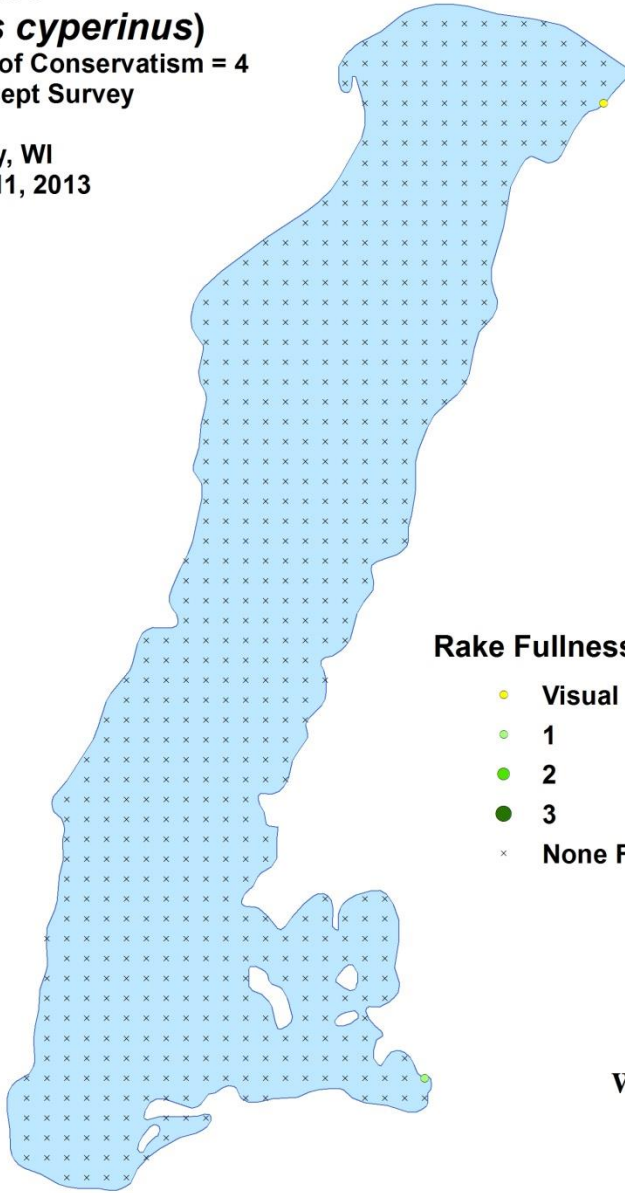 s cyperinus)
of Conservatism = 4
ept Survey
y, WI
11, 2013
Rake Fullness
Visual
1
2
3
None F
W